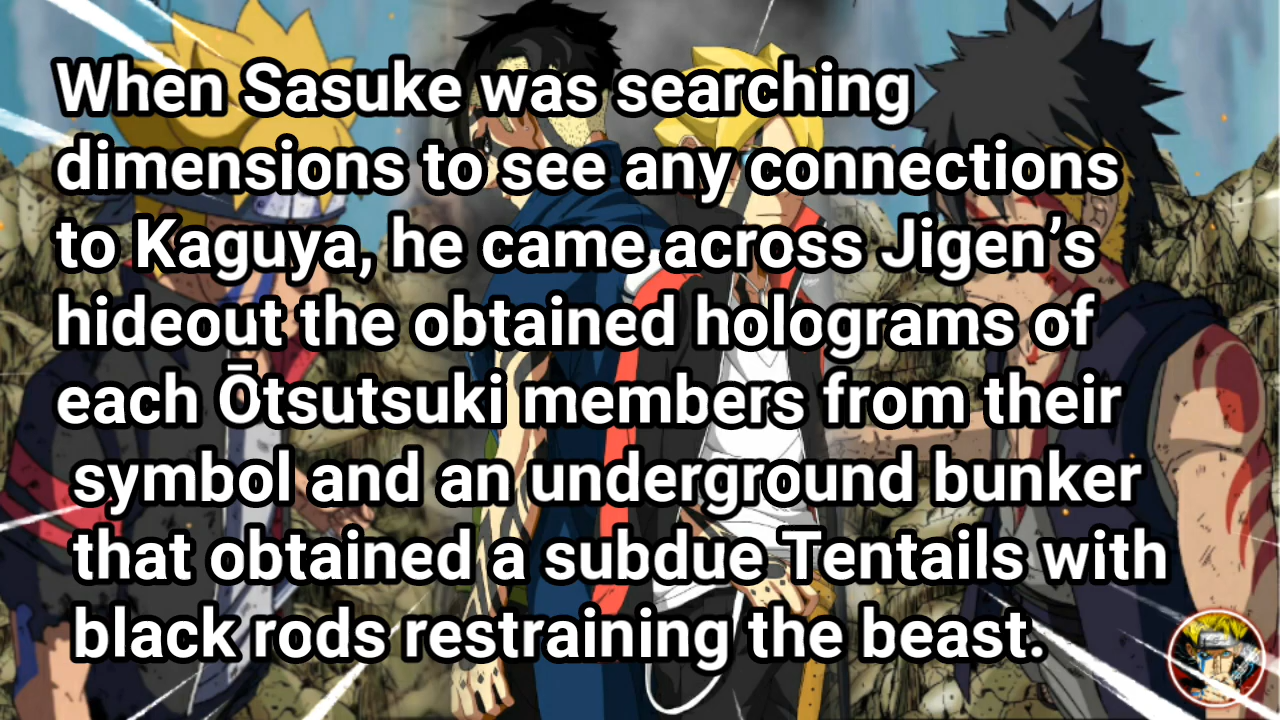 When Sasuke was searching
dimensions to see any connections
to Kaguya, he came across Jigen’s
hideout the obtained holograms of
each Ōtsutsuki members from their
symbol and an underground bunker
that obtained a subdue Tentails with
black rods restraining the beast.